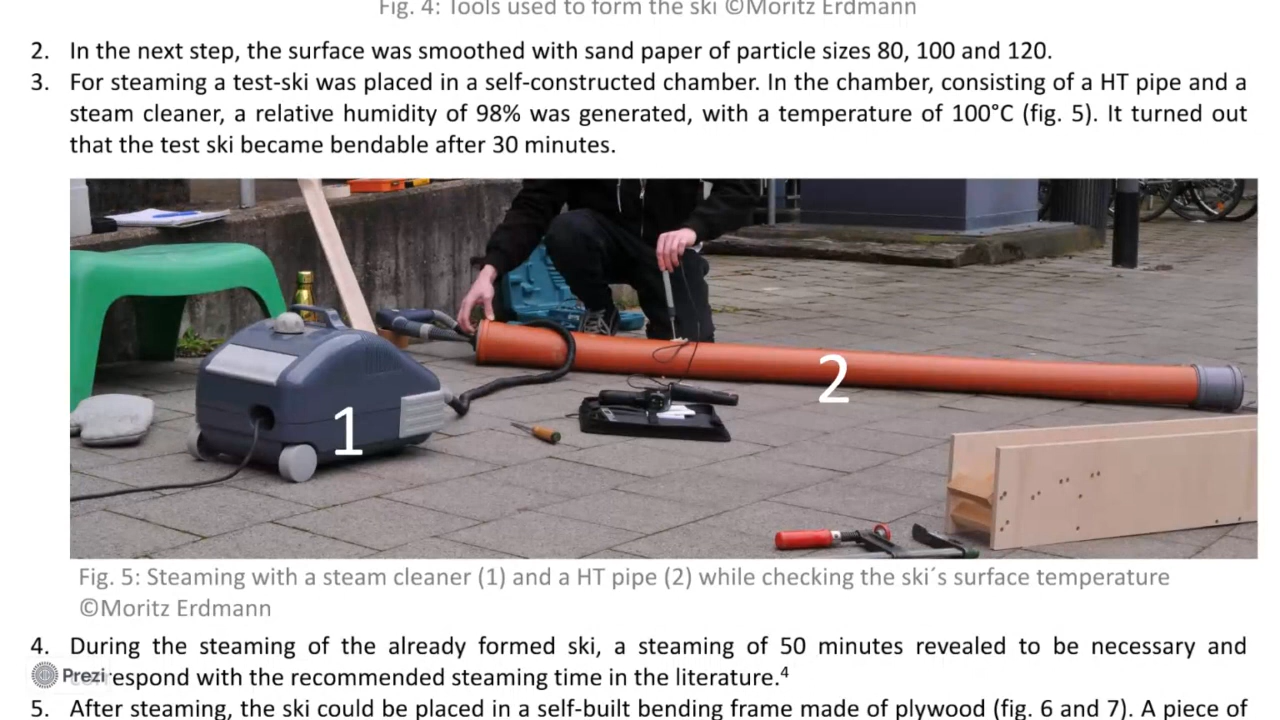 Fig. 4: Tools used to form the ski ©Moritz Erdmann
2. In the next step, the surface was smoothed with sand paper of particle sizes 80, 100 and 120.
3. For steaming a test-ski was placed in a self-constructed chamber. In the chamber, consisting of a HT pipe and a
steam cleaner, a relative humidity of 98% was generated, with a temperature of 100°C (fig. 5). It turned out
that the test ski became bendable after 30 minutes.
1
2
Fig. 5: Steaming with a steam cleaner (1) and a HT pipe (2) while checking the ski´s surface temperature
©Moritz Erdmann
4. During the steaming of the already formed ski, a steaming of 50 minutes revealed to be necessary and
Prezi respond with the recommended steaming time in the literature.⁴
5. After steaming, the ski could be placed in a self-built bending frame made of plywood (fig. 6 and 7). A piece of